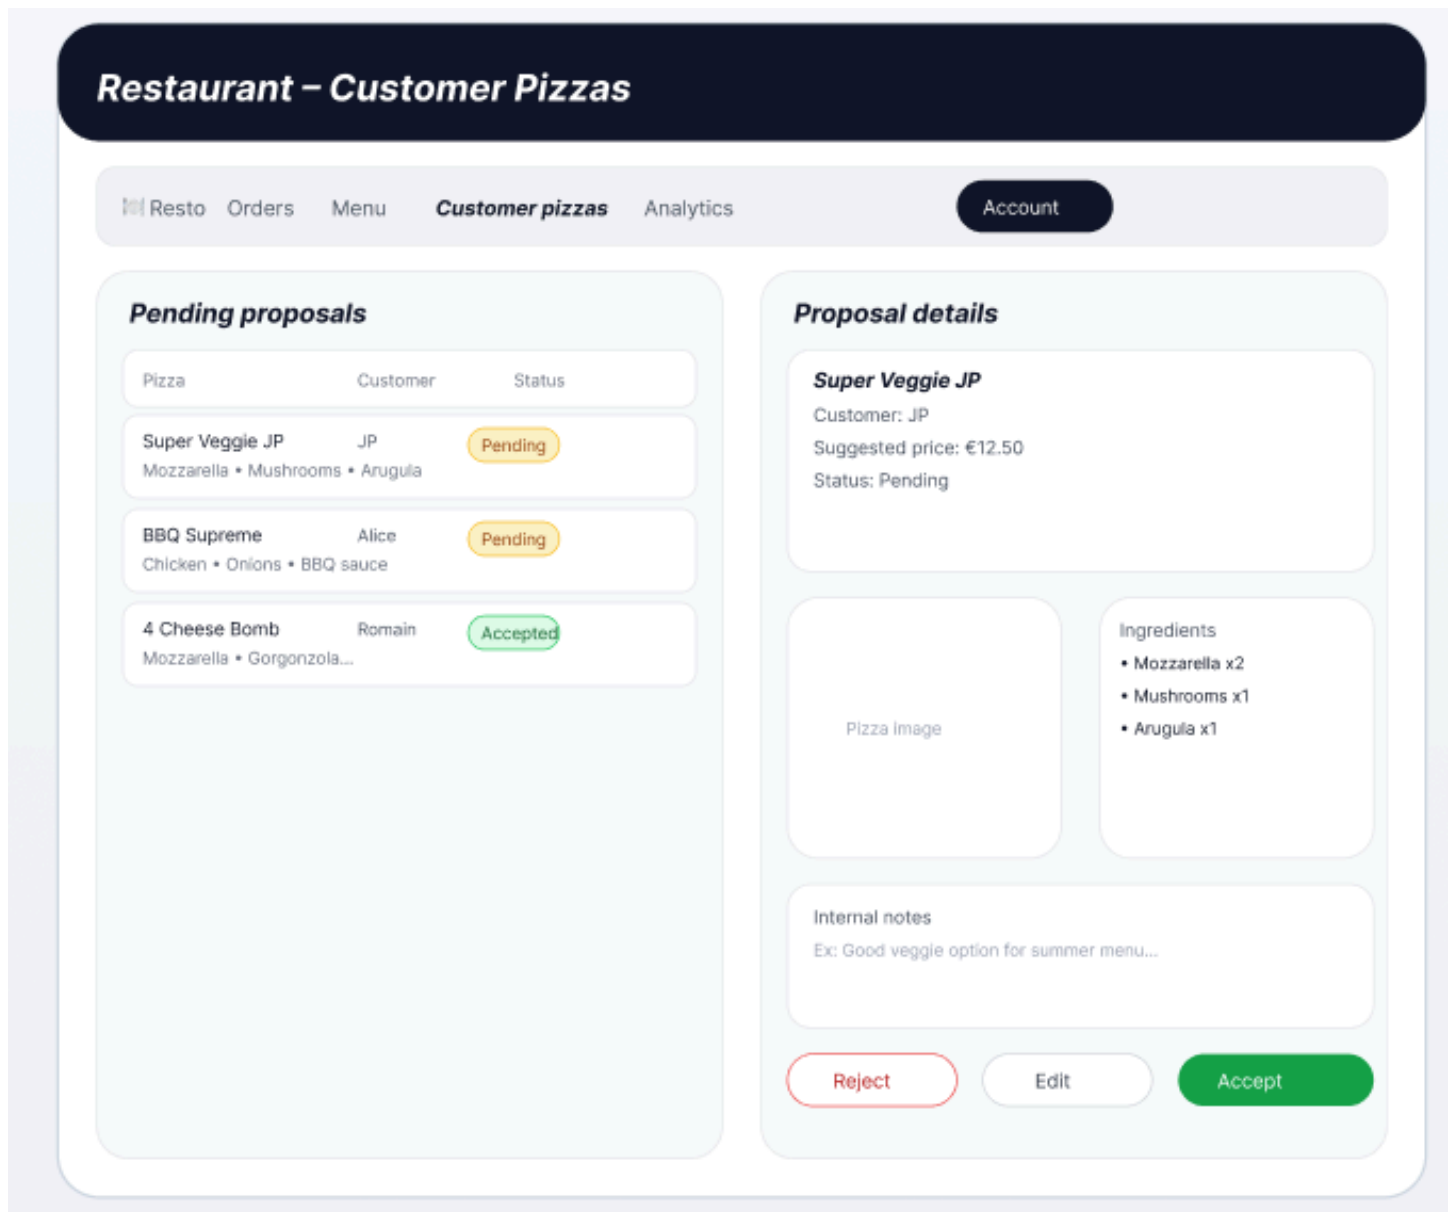 Restaurant – Customer Pizzas
Resto Orders Menu Customer pizzas Analytics Account
Pending proposals
Pizza Customer Status
Super Veggie JP JP Pending
Mozzarella • Mushrooms • Arugula
BBQ Supreme Alice Pending
Chicken • Onions • BBQ sauce
4 Cheese Bomb Romain Accepted
Mozzarella • Gorgonzola...
Proposal details
Super Veggie JP
Customer: JP
Suggested price: €12.50
Status: Pending
Pizza image
Ingredients
• Mozzarella x2
• Mushrooms x1
• Arugula x1
Internal notes
Ex: Good veggie option for summer menu...
Reject Edit Accept